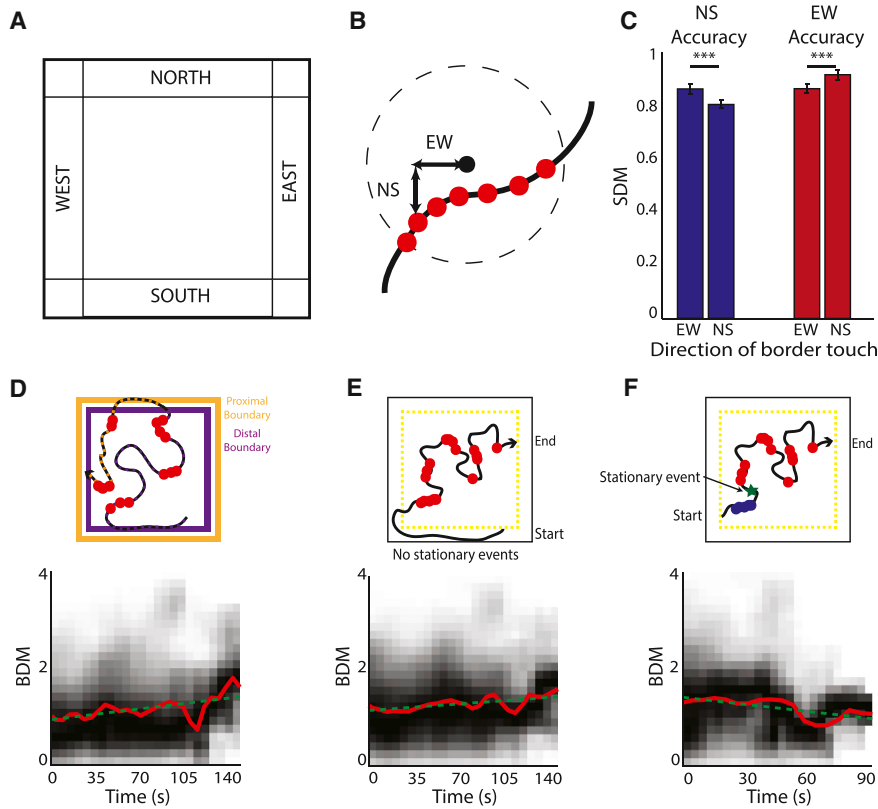 A
NORTH
WEST
EAST
SOUTH
B
EW
NS
C
NS
Accuracy
EW
Accuracy
***
***
1
0.8
0.6
0.4
0.2
0
SDM
EW NS
EW NS
Direction of border touch
D
Proximal
Boundary
Distal
Boundary
4
2
0
BDM
0 35 70 105 140
Time (s)
E
End
Start
No stationary events
4
2
0
BDM
0 35 70 105 140
Time (s)
F
End
Stationary event
Start
4
2
0
BDM
0 30 60 90
Time (s)